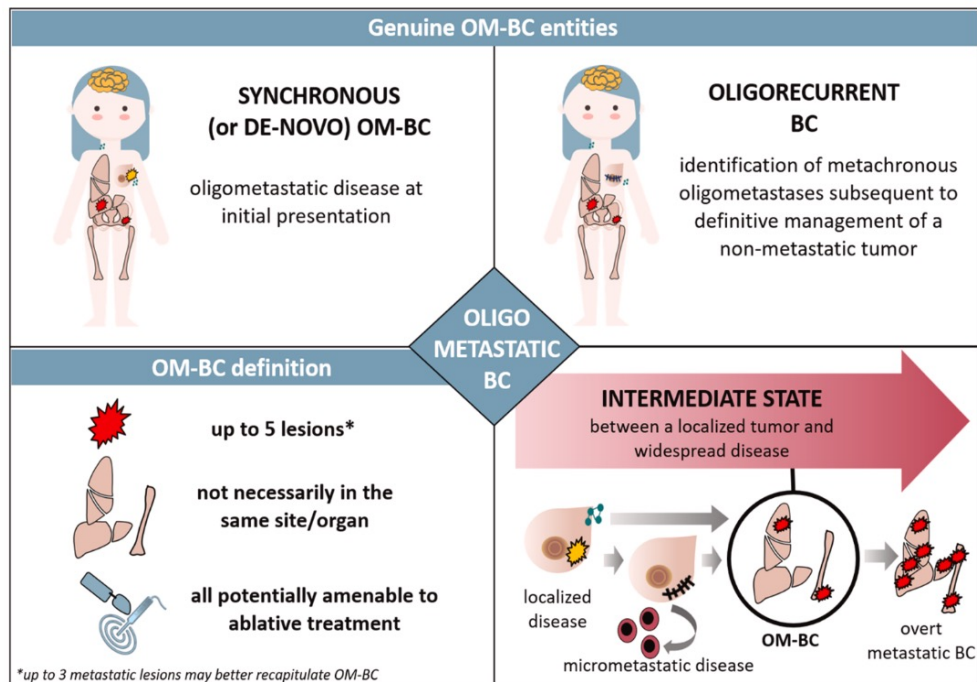 Genuine OM-BC entities
SYNCHRONOUS
(or DE-NOVO) OM-BC
oligometastatic disease at
initial presentation
OLIGORECURRENT
BC
identification of metachronous
oligometastases subsequent to
definitive management of a
non-metastatic tumor
OLIGO
METASTATIC
BC
OM-BC definition
up to 5 lesions*
not necessarily in the
same site/organ
all potentially amenable to
ablative treatment
*up to 3 metastatic lesions may better recapitulate OM-BC
INTERMEDIATE STATE
between a localized tumor and
widespread disease
localized
disease
micrometastatic disease
OM-BC
overt
metastatic BC